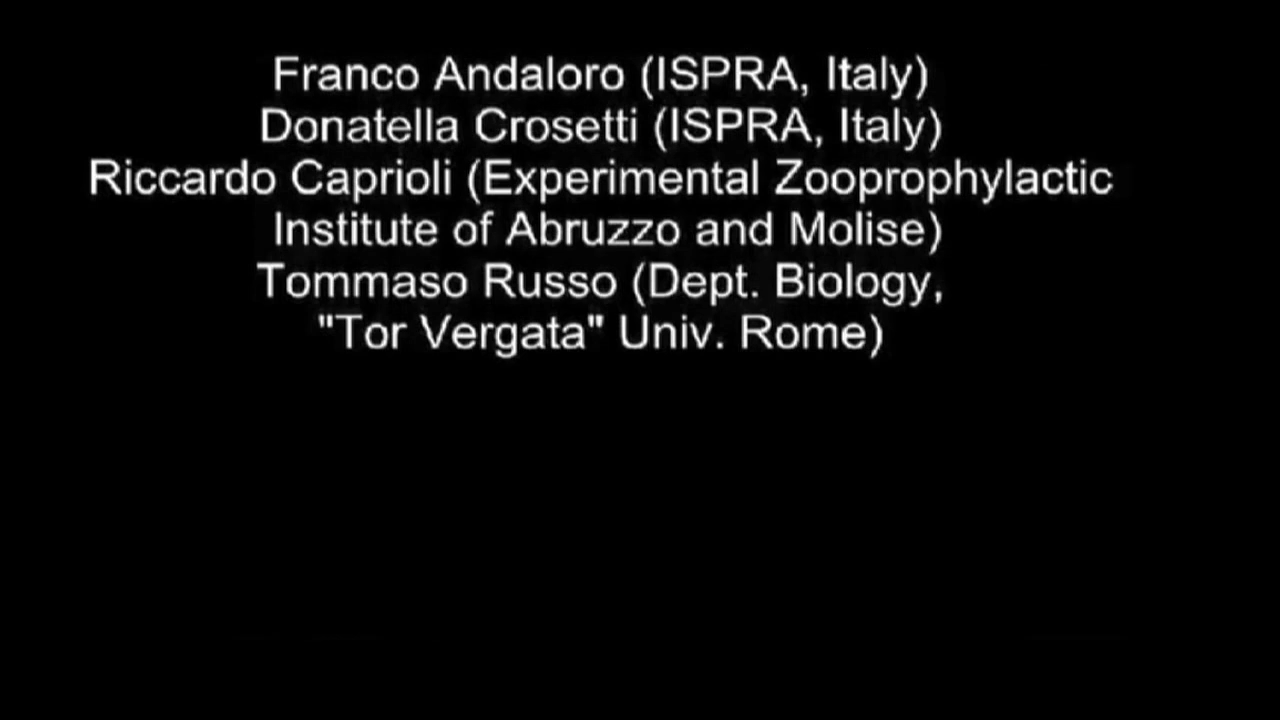 Franco Andaloro (ISPRA, Italy)
Donatella Crosetti (ISPRA, Italy)
Riccardo Caprioli (Experimental Zooprophylactic
Institute of Abruzzo and Molise)
Tommaso Russo (Dept. Biology,
"Tor Vergata" Univ. Rome)